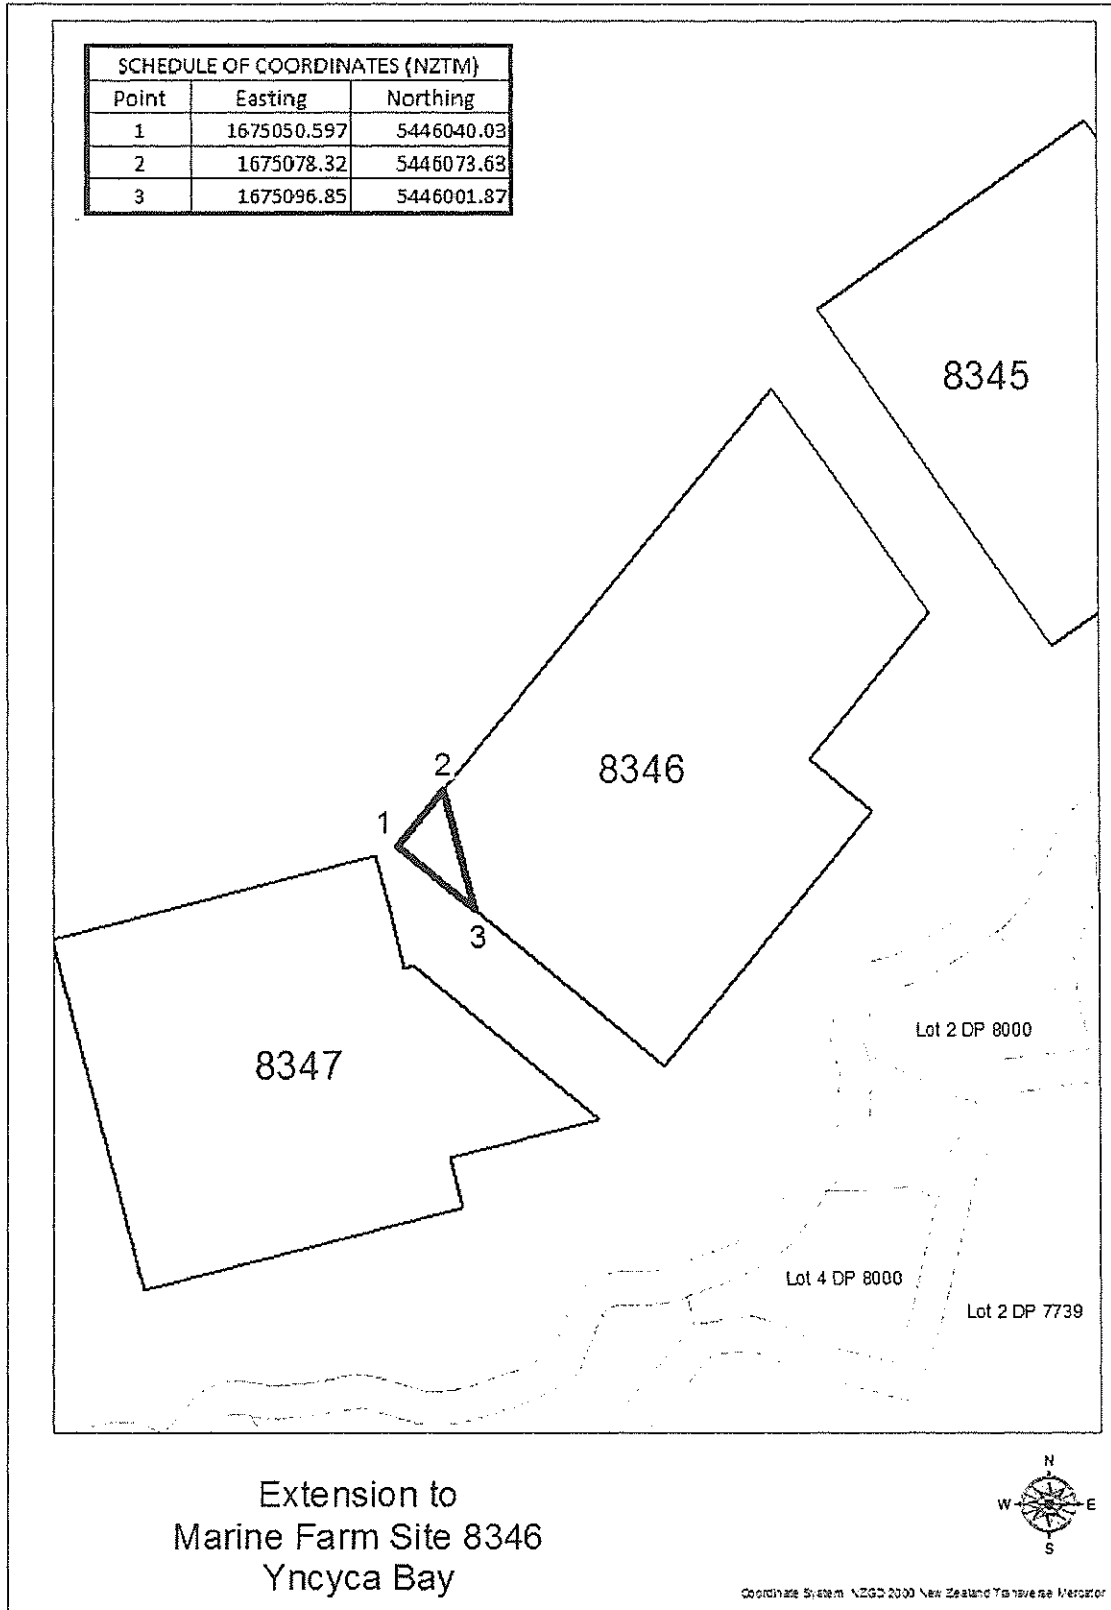 SCHEDULE OF COORDINATES (NZTM)
Point Easting Northing
1 1675050.597 5446040.03
2 1675078.32 5446073.63
3 1675096.85 5446001.87
8345
8346
2
1
3
8347
Lot 2 DP 8000
Lot 4 DP 8000
Lot 2 DP 7739
Extension to
Marine Farm Site 8346
Yncyca Bay
N
W E
S
Coordinate System NZGD 2000 New Zealand Transverse Mercator